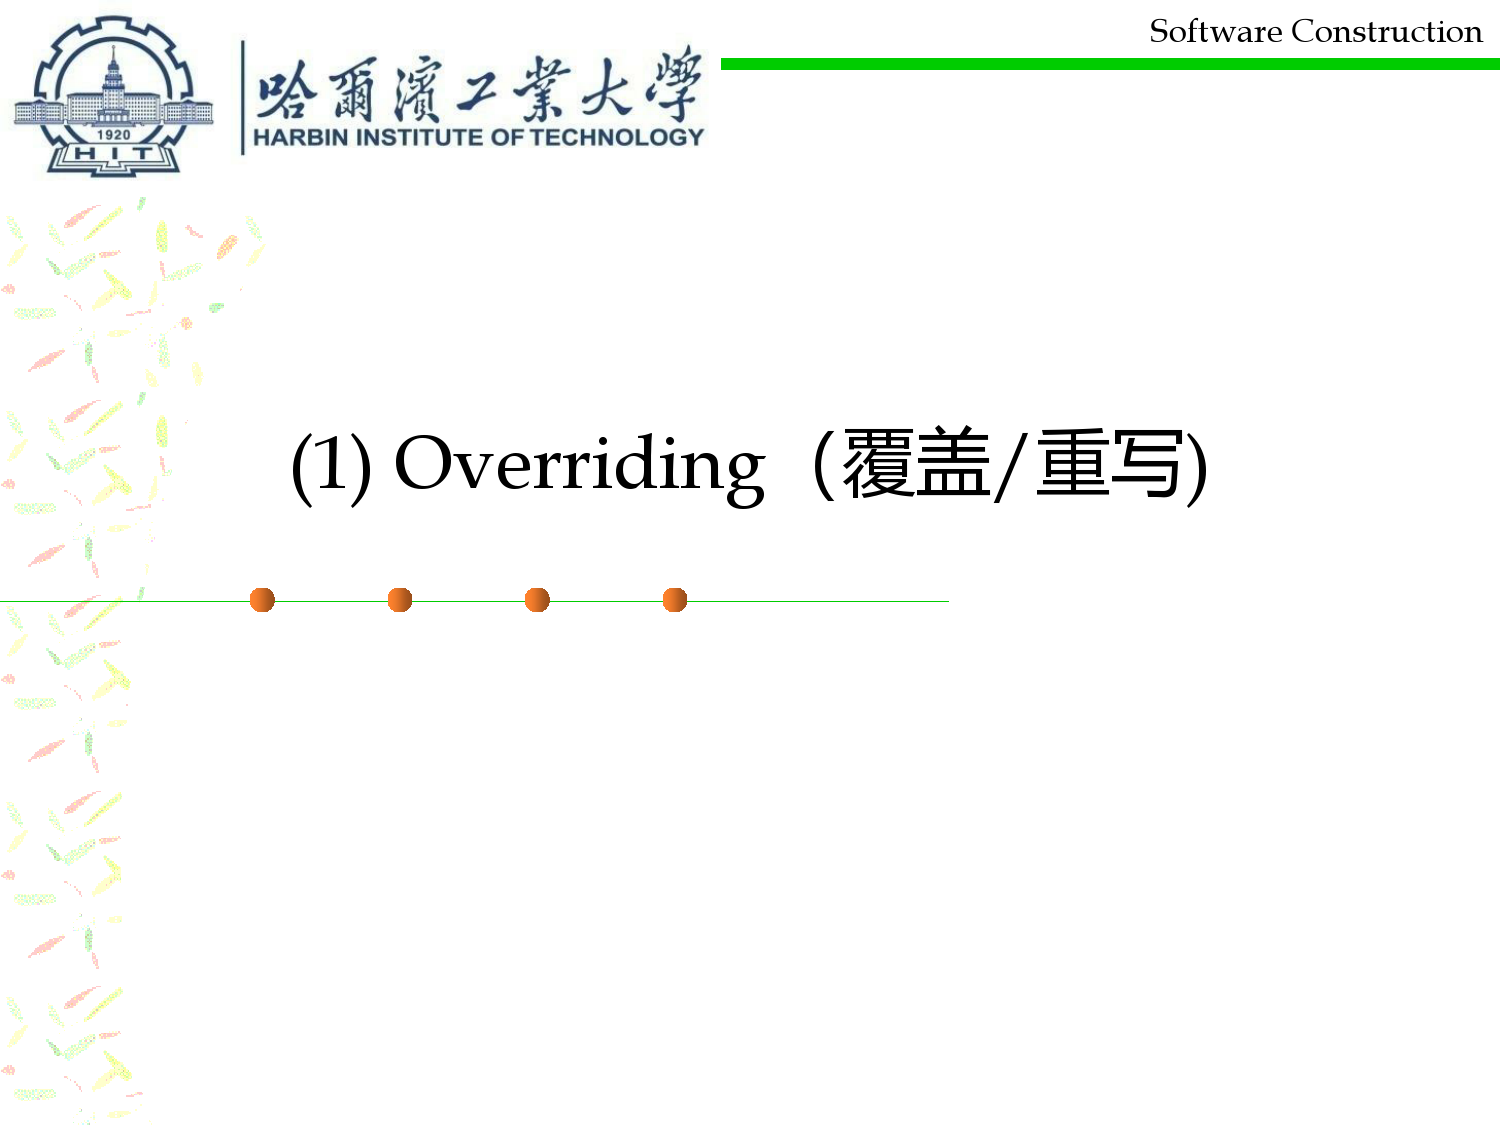 Software Construction
哈爾濱工業大學
HARBIN INSTITUTE OF TECHNOLOGY
1920
HIT
(1) Overriding（覆盖/重写)